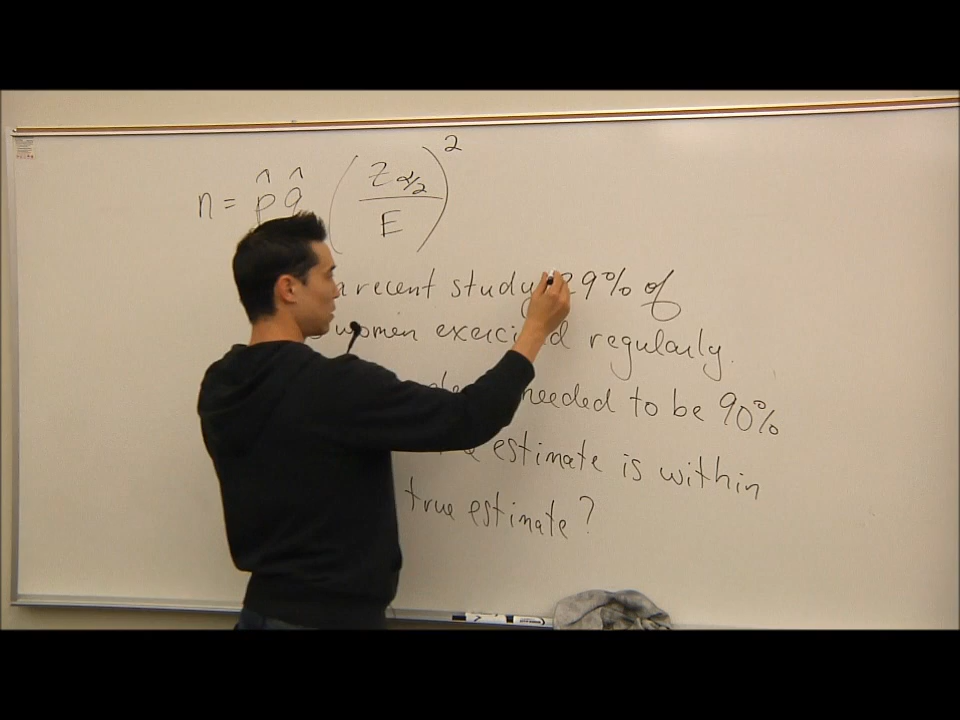 n = p̂ q̂ ( Z α/2 / E )²
a recent study 29% of
women exercised regularly.
needed to be 90%
estimate is within
true estimate?